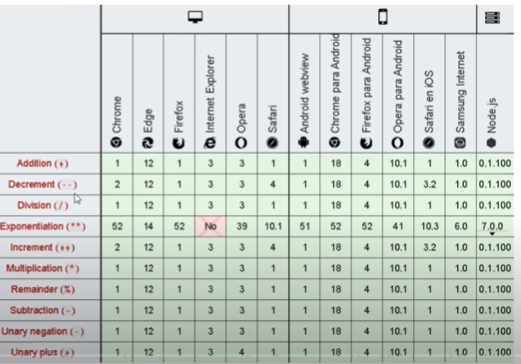 Chrome
Edge
Firefox
Internet Explorer
Opera
Safari
Android webview
Chrome para Android
Firefox para Android
Opera para Android
Safari en iOS
Samsung Internet
Node.js
Addition (+) 1 12 1 3 3 1 1 18 4 10.1 1 1.0 0.1.100
Decrement (--) 2 12 1 3 3 4 1 18 4 10.1 3.2 1.0 0.1.100
Division (/) 1 12 1 3 3 1 1 18 4 10.1 1 1.0 0.1.100
Exponentiation (**) 52 14 52 No 39 10.1 51 52 52 41 10.3 6.0 7.0.0
Increment (++) 2 12 1 3 3 4 1 18 4 10.1 3.2 1.0 0.1.100
Multiplication (*) 1 12 1 3 3 1 1 18 4 10.1 1 1.0 0.1.100
Remainder (%) 1 12 1 3 3 1 1 18 4 10.1 1 1.0 0.1.100
Subtraction (-) 1 12 1 3 3 1 1 18 4 10.1 1 1.0 0.1.100
Unary negation (-) 1 12 1 3 3 1 1 18 4 10.1 1 1.0 0.1.100
Unary plus (+) 1 12 1 3 4 1 1 18 4 10.1 1 1.0 0.1.100